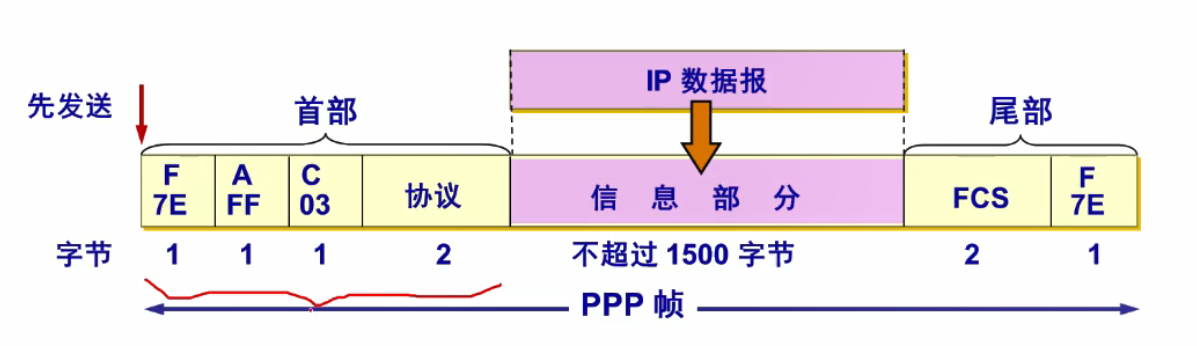 IP 数据报
先发送
首部
尾部
F A C
7E FF 03 协议 信息部分 FCS F 7E
字节 1 1 1 2 不超过 1500 字节 2 1
PPP 帧